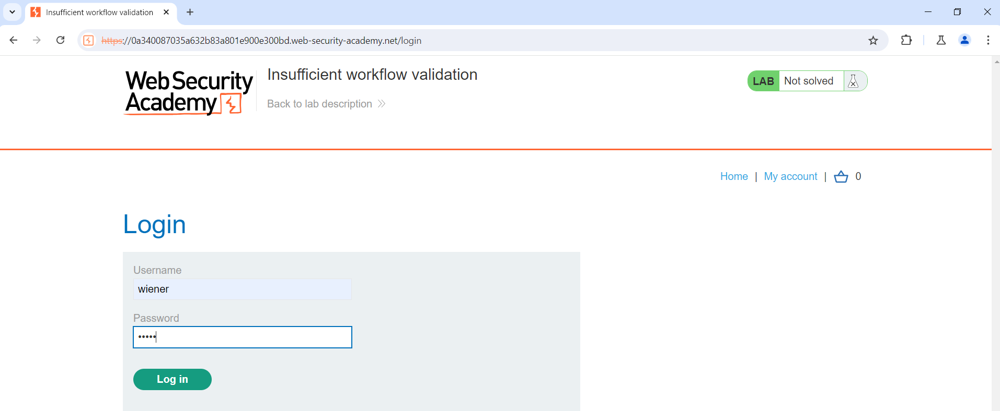 Insufficient workflow validation
https://0a340087035a632b83a801e900e300bd.web-security-academy.net/login
Web Security
Academy
Insufficient workflow validation
Back to lab description
LAB Not solved
Home | My account | 0
Login
Username
wiener
Password
•••••
Log in